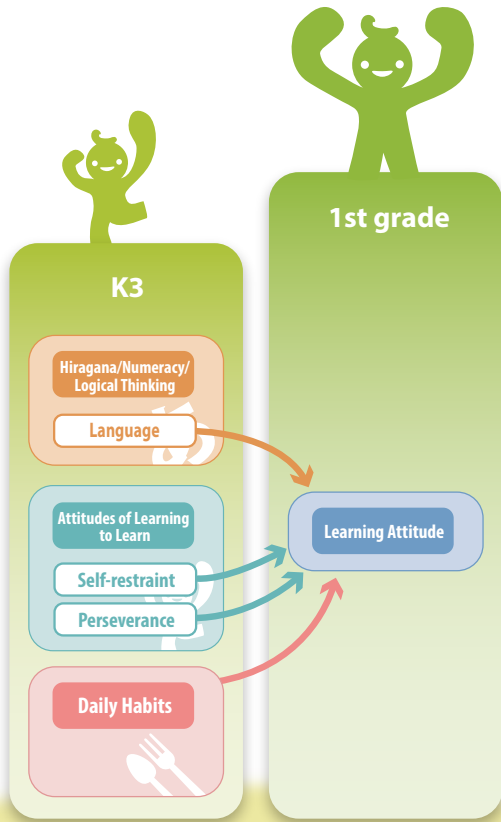 1st grade
K3
Hiragana/Numeracy/
Logical Thinking
Language
Attitudes of Learning
to Learn
Self-restraint
Perseverance
Daily Habits
Learning Attitude